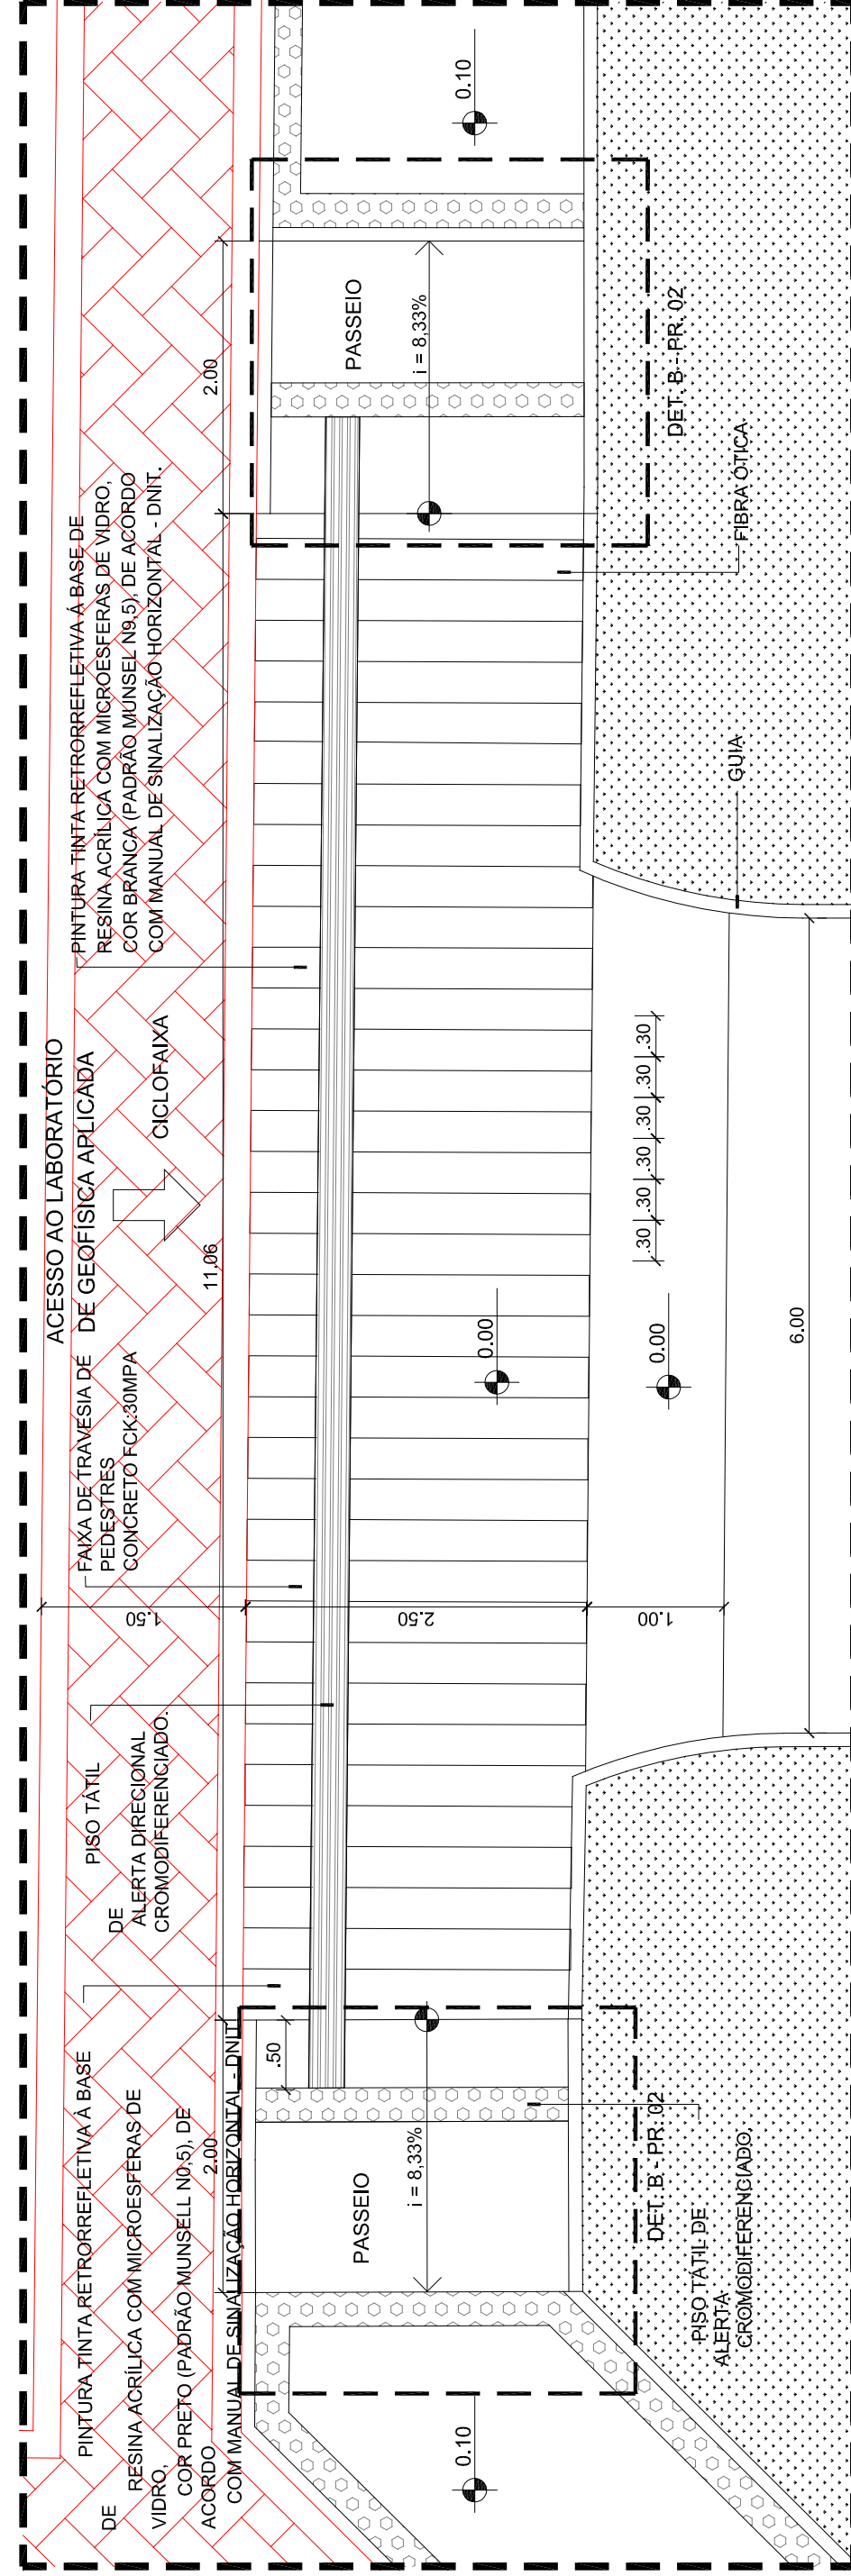 ACESSO AO LABORATÓRIO
DE GEOFÍSICA APLICADA
CICLOFAIXA
PINTURA TINTA RETRORREFLETIVA À BASE
DE
RESINA ACRÍLICA COM MICROESFERAS DE
VIDRO,
COR PRETO (PADRÃO MUNSELL N0,5), DE
ACORDO
COM MANUAL DE SINALIZAÇÃO HORIZONTAL - DNIT.
PISO TÁTIL
DE
ALERTA DIRECIONAL
CROMODIFERENCIADO.
FAIXA DE TRAVESIA DE
PEDESTRES
CONCRETO FCK:30MPA
PINTURA TINTA RETRORREFLETIVA Á BASE DE
RESINA ACRÍLICA COM MICROESFERAS DE VIDRO,
COR BRANCA (PADRÃO MUNSEL N9,5), DE ACORDO
COM MANUAL DE SINALIZAÇÃO HORIZONTAL - DNIT.
2.00
11,06
2.00
1.50
2.50
1.00
.50
PASSEIO
i = 8,33%
PASSEIO
i = 8,33%
0.10
0.00
0.00
0.10
.30 .30 .30 .30 .30 .30
6.00
DET. B - PR. 02
DET. B - PR. 02
PISO TÁTIL DE
ALERTA
CROMODIFERENCIADO.
GUIA
FIBRA ÓTICA